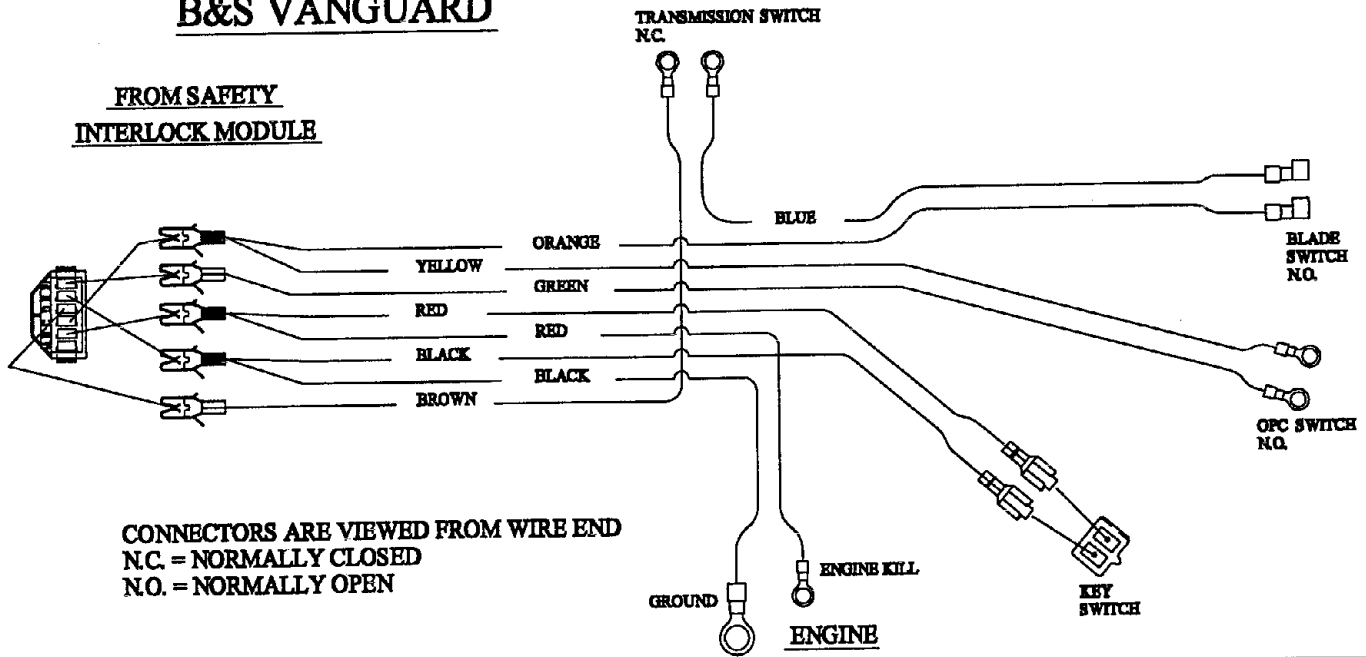 B&S VANGUARD
TRANSMISSION SWITCH
N.C.
FROM SAFETY
INTERLOCK MODULE
BLUE
ORANGE
YELLOW
GREEN
RED
RED
BLACK
BLACK
BROWN
BLADE
SWITCH
N.O.
OPC SWITCH
N.O.
CONNECTORS ARE VIEWED FROM WIRE END
N.C. = NORMALLY CLOSED
N.O. = NORMALLY OPEN
GROUND
ENGINE KILL
ENGINE
KEY
SWITCH